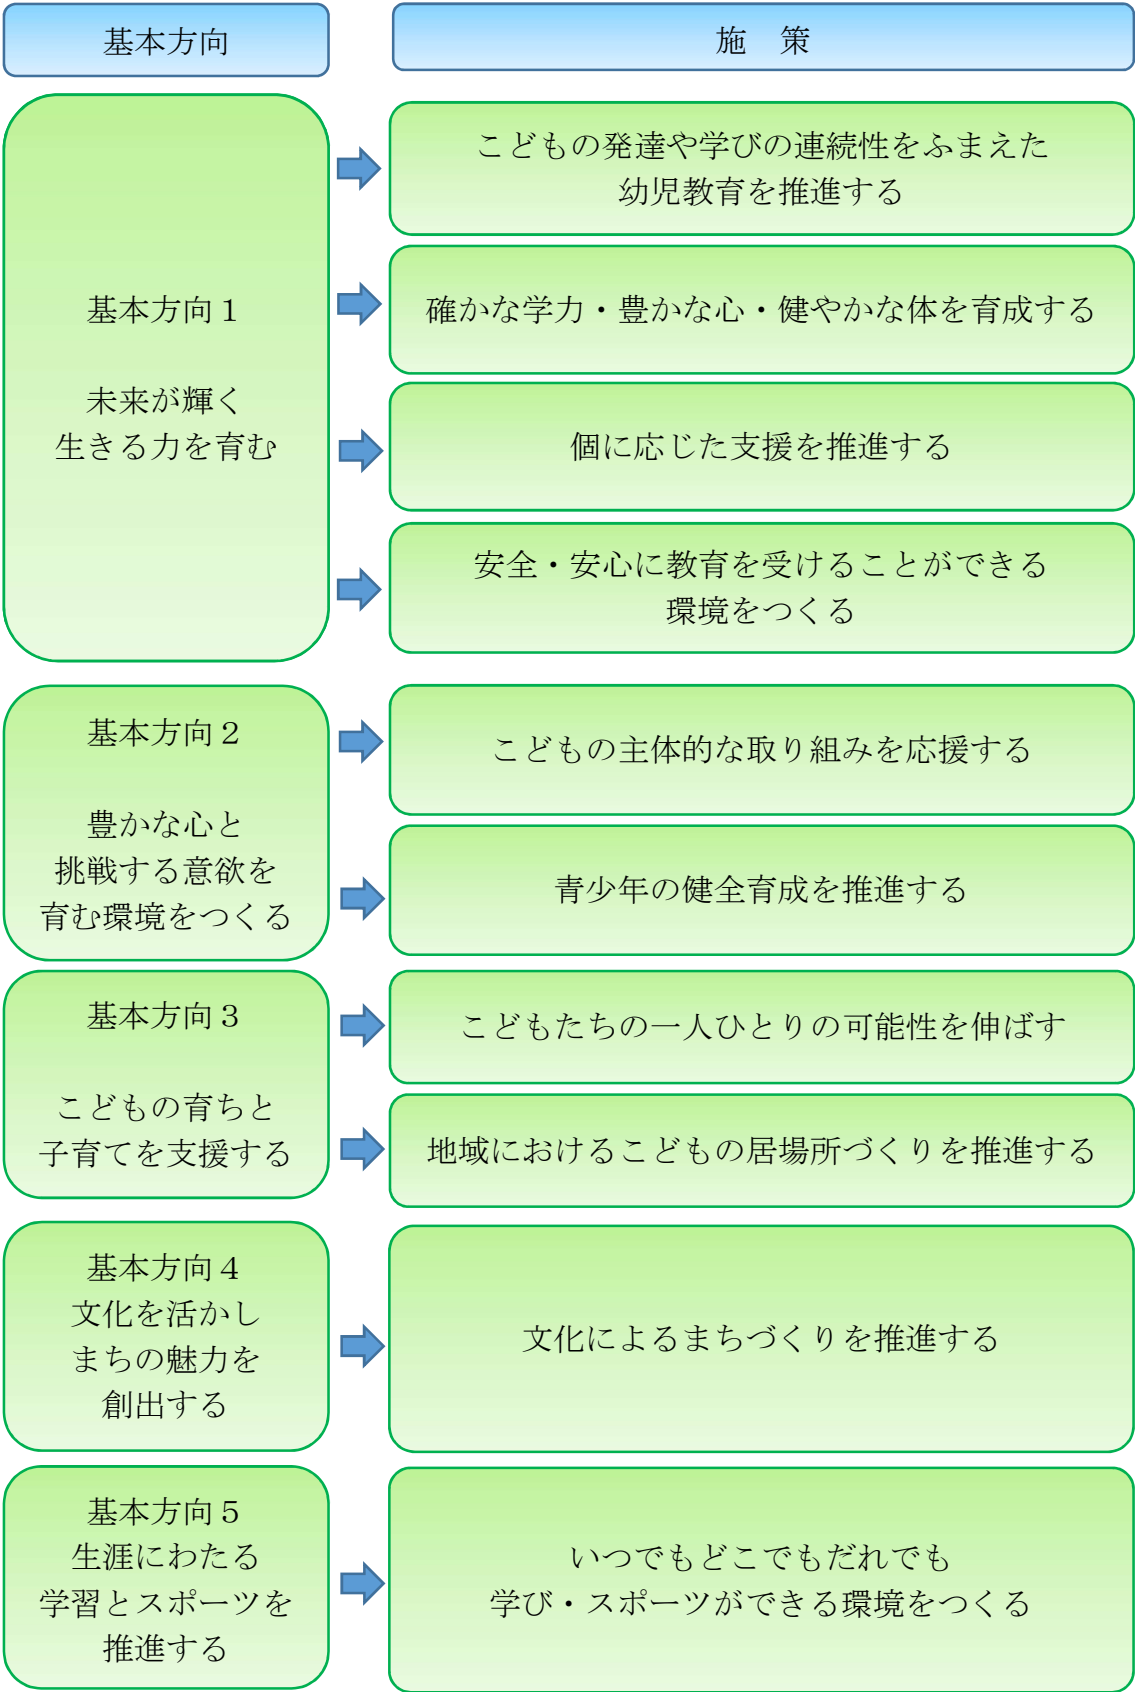 基本方向
施　策
基本方向１
未来が輝く
生きる力を育む
こどもの発達や学びの連続性をふまえた
幼児教育を推進する
確かな学力・豊かな心・健やかな体を育成する
個に応じた支援を推進する
安全・安心に教育を受けることができる
環境をつくる
基本方向２
豊かな心と
挑戦する意欲を
育む環境をつくる
こどもの主体的な取り組みを応援する
青少年の健全育成を推進する
基本方向３
こどもの育ちと
子育てを支援する
こどもたちの一人ひとりの可能性を伸ばす
地域におけるこどもの居場所づくりを推進する
基本方向４
文化を活かし
まちの魅力を
創出する
文化によるまちづくりを推進する
基本方向５
生涯にわたる
学習とスポーツを
推進する
いつでもどこでもだれでも
学び・スポーツができる環境をつくる